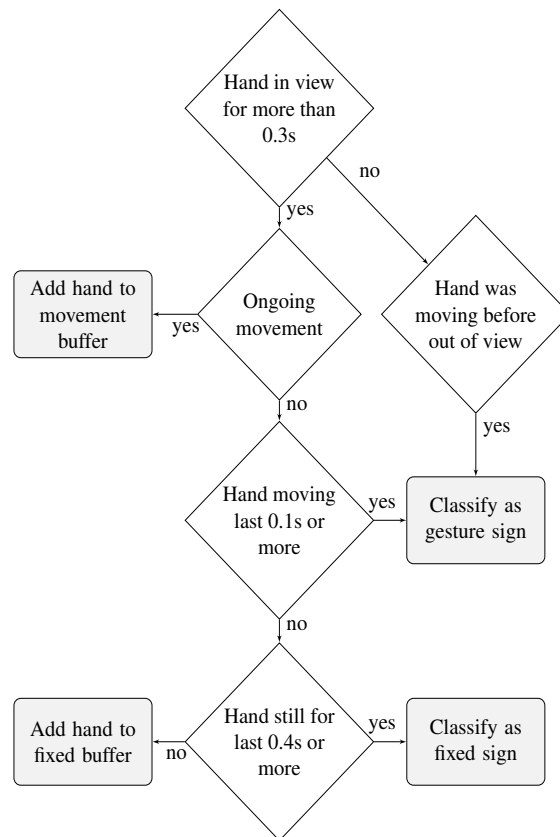 Hand in view
for more than
0.3s
no
yes
Add hand to
movement
buffer
yes
Ongoing
movement
Hand was
moving before
out of view
no
yes
Hand moving
last 0.1s or
more
yes
Classify as
gesture sign
no
Add hand to
fixed buffer
no
Hand still for
last 0.4s or
more
yes
Classify as
fixed sign